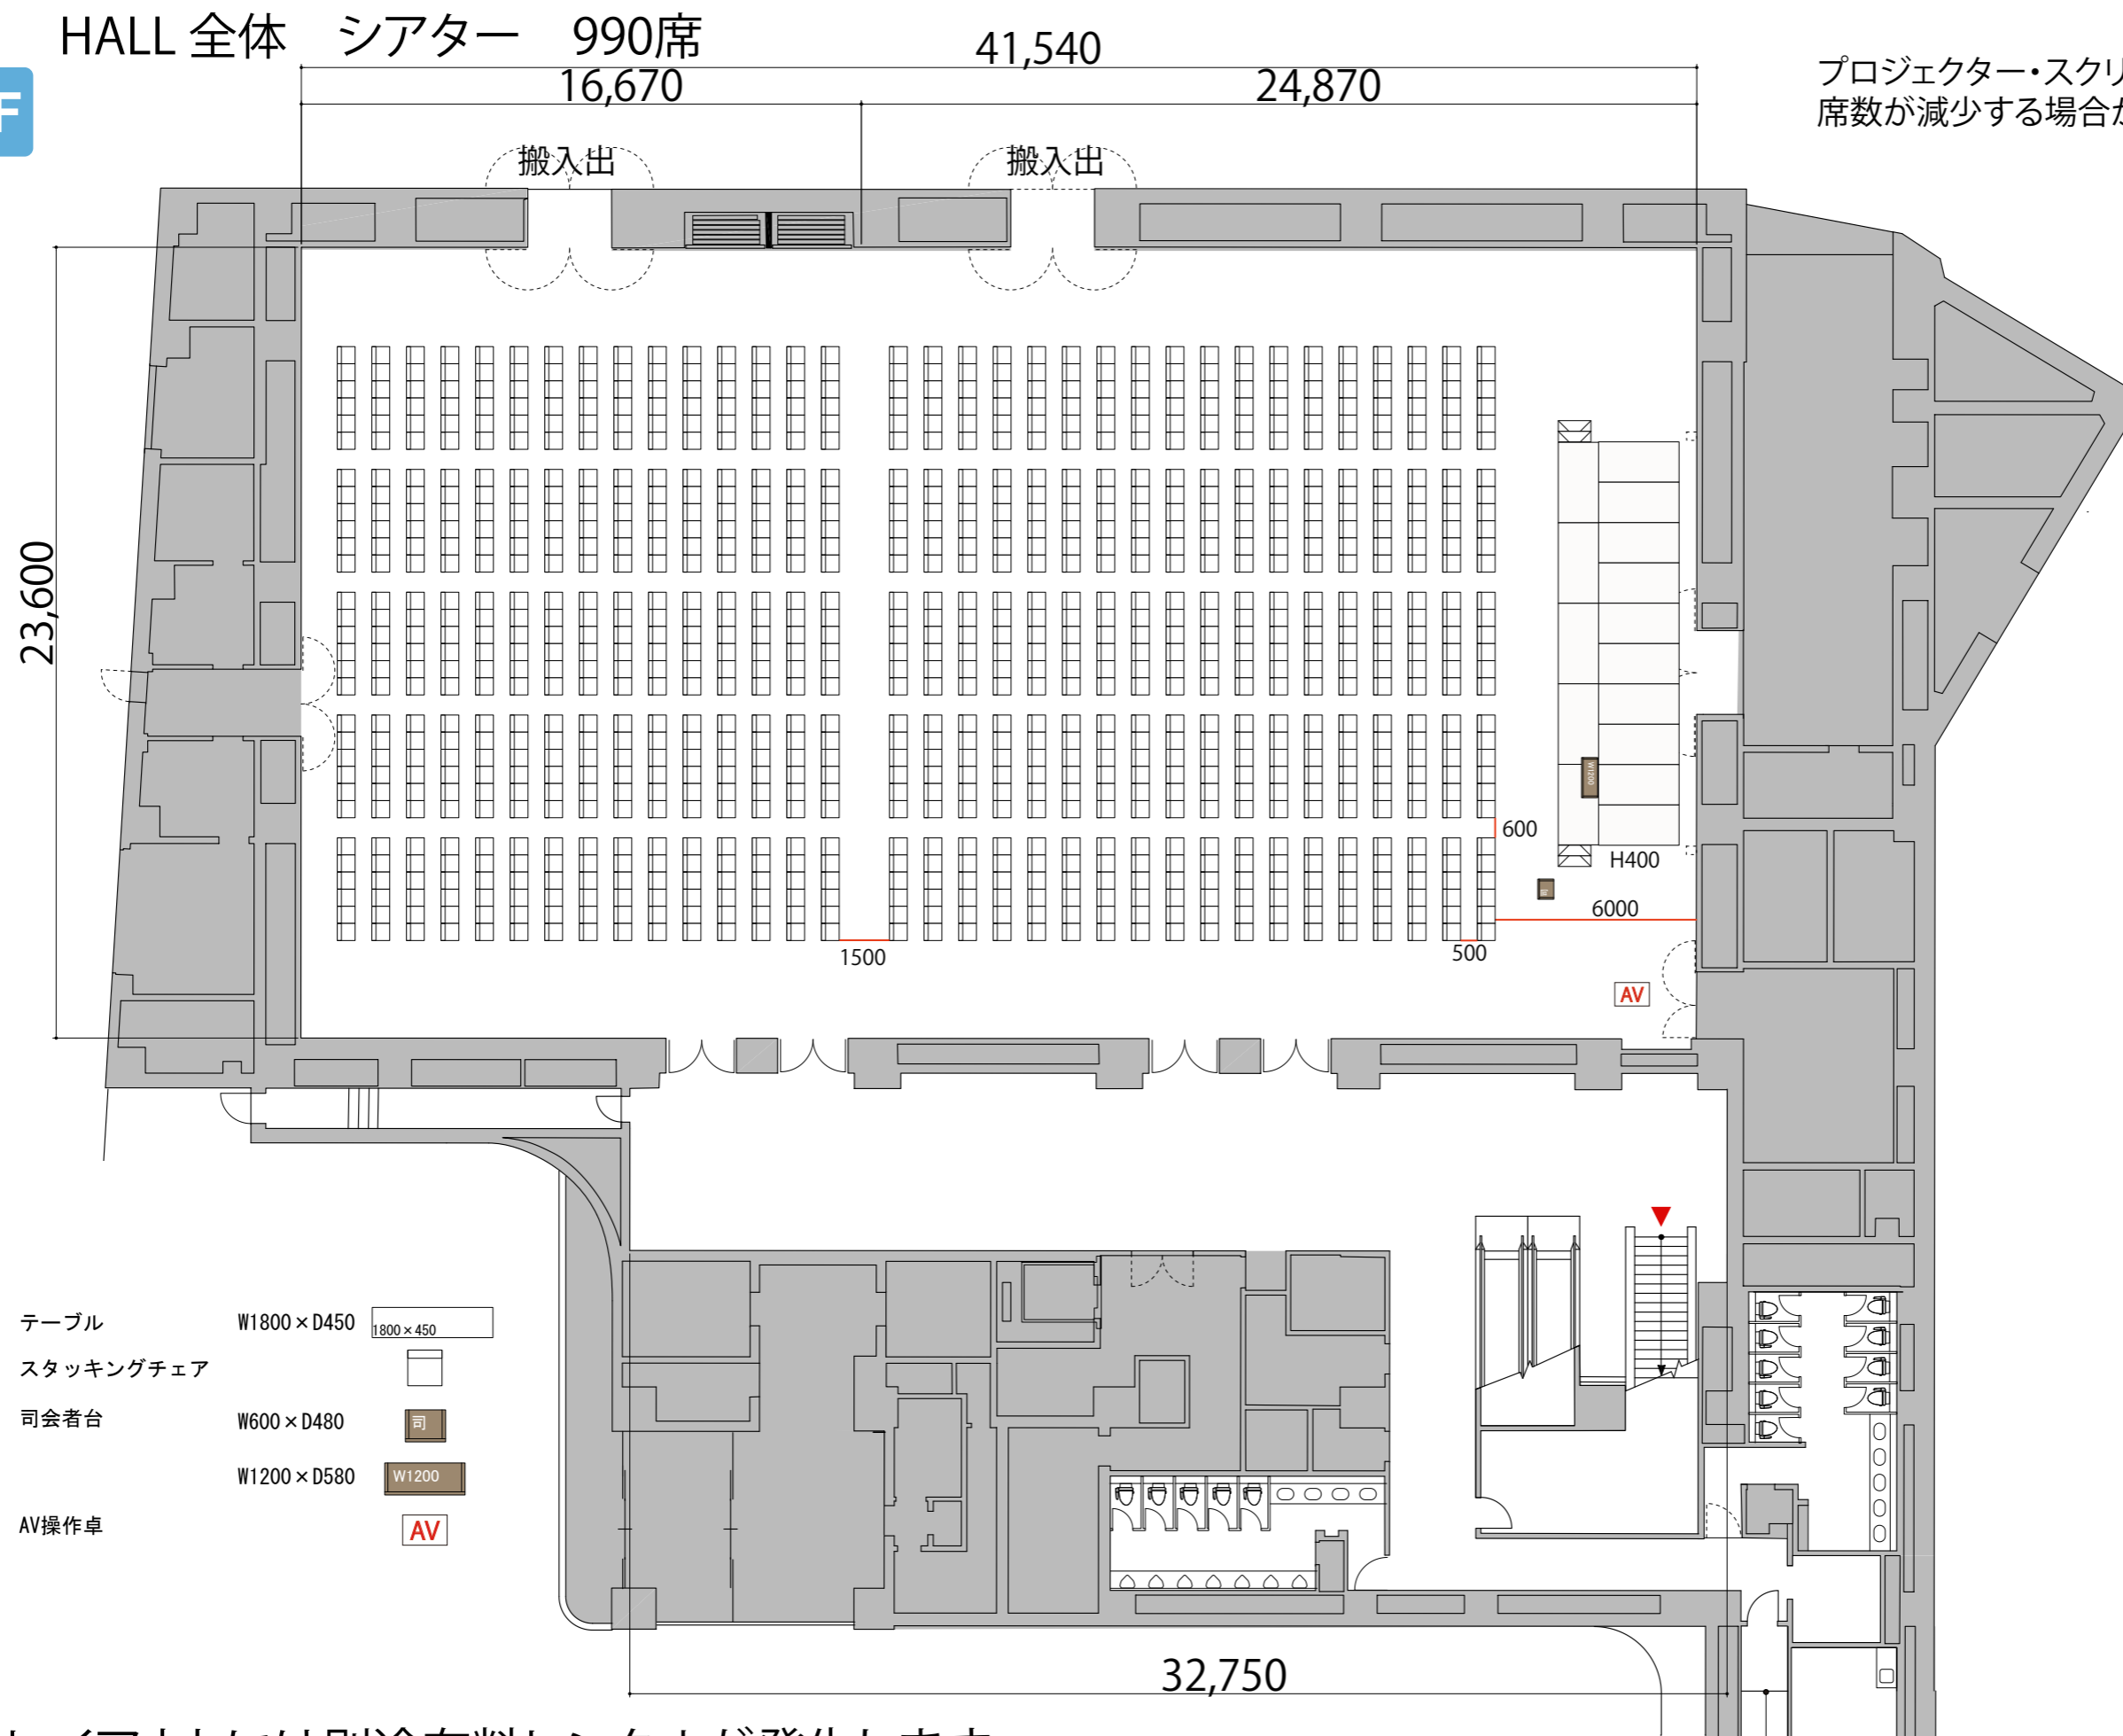 HALL 全体　シアター　990席
F
41,540
16,670
24,870
プロジェクター・スクリ
席数が減少する場合が
搬入出
搬入出
23,600
W1200
600
H400
司
6000
1500
500
AV
テーブル W1800×D450 1800×450
スタッキングチェア
司会者台 W600×D480 司
W1200×D580 W1200
AV操作卓 AV
32,750